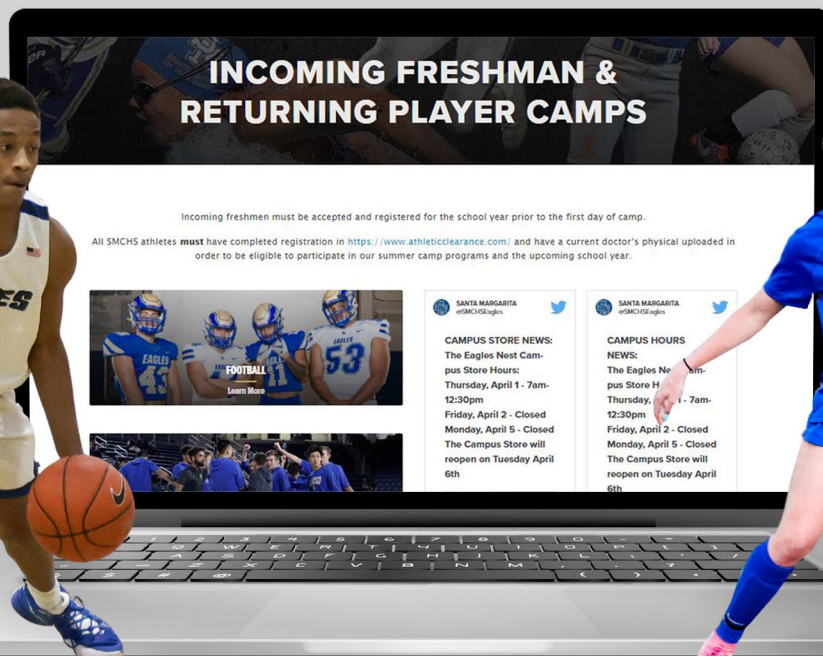 INCOMING FRESHMAN &
RETURNING PLAYER CAMPS
Incoming freshmen must be accepted and registered for the school year prior to the first day of camp.
All SMCHS athletes must have completed registration in https://www.athleticclearance.com/ and have a current doctor's physical uploaded in
order to be eligible to participate in our summer camp programs and the upcoming school year.
EAGLES
43
EAGLES
11
EAGLES
53
FOOTBALL
Learn More
SANTA MARGARITA
@SMCHSEagles
CAMPUS STORE NEWS:
The Eagles Nest Cam-
pus Store Hours:
Thursday, April 1 - 7am-
12:30pm
Friday, April 2 - Closed
Monday, April 5 - Closed
The Campus Store will
reopen on Tuesday April
6th
SANTA MARGARITA
@SMCHSEagles
CAMPUS HOURS
NEWS:
The Eagles
pus Store
Thursday, 1 - 7am-
12:30pm
Friday, April 2 - Closed
Monday, April 5 - Closed
The Campus Store will
reopen on Tuesday April
6th